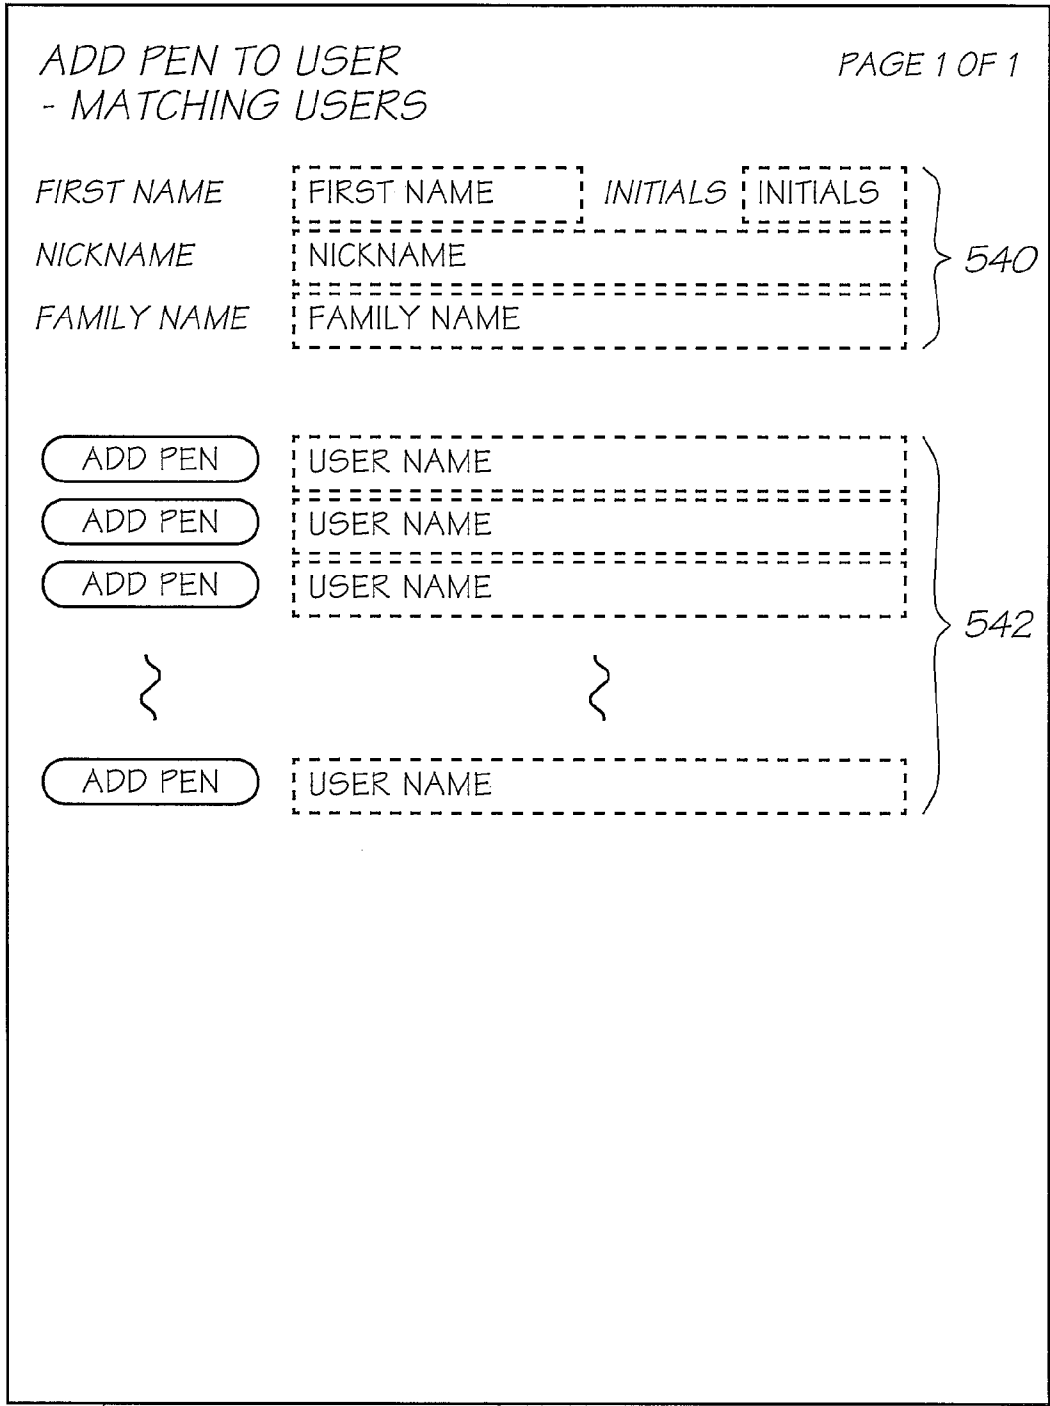 ADD PEN TO USER PAGE 1 OF 1
- MATCHING USERS
FIRST NAME FIRST NAME INITIALS INITIALS
NICKNAME NICKNAME 540
FAMILY NAME FAMILY NAME
ADD PEN USER NAME
ADD PEN USER NAME
ADD PEN USER NAME
542
ADD PEN USER NAME